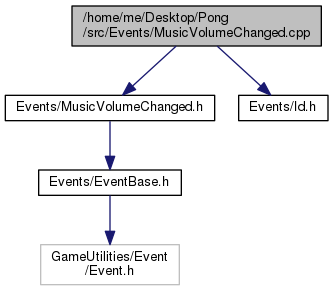 /home/me/Desktop/Pong
/src/Events/MusicVolumeChanged.cpp
Events/MusicVolumeChanged.h
Events/Id.h
Events/EventBase.h
GameUtilities/Event
/Event.h